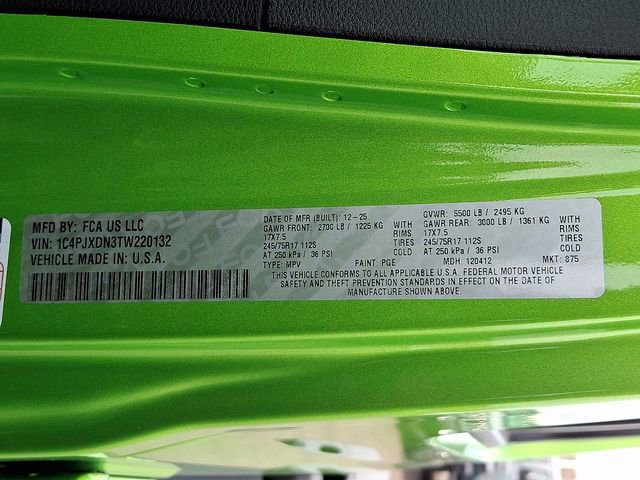 MFD BY: FCA US LLC
VIN: 1C4PJXDN3TW220132
VEHICLE MADE IN: U.S.A.
DATE OF MFR (BUILT): 12-25
GAWR FRONT: 2700 LB / 1225 KG WITH
17X7.5 RIMS
245/75R17 112S TIRES
AT 250 kPa / 36 PSI COLD
TYPE: MPV PAINT: PGE
GVWR: 5500 LB / 2495 KG
GAWR REAR: 3000 LB / 1361 KG WITH
17X7.5 RIMS
245/75R17 112S TIRES
AT 250 kPa / 36 PSI COLD
MDH: 120412 MKT: 875
THIS VEHICLE CONFORMS TO ALL APPLICABLE U.S.A. FEDERAL MOTOR VEHICLE
SAFETY AND THEFT PREVENTION STANDARDS IN EFFECT ON THE DATE OF
MANUFACTURE SHOWN ABOVE.